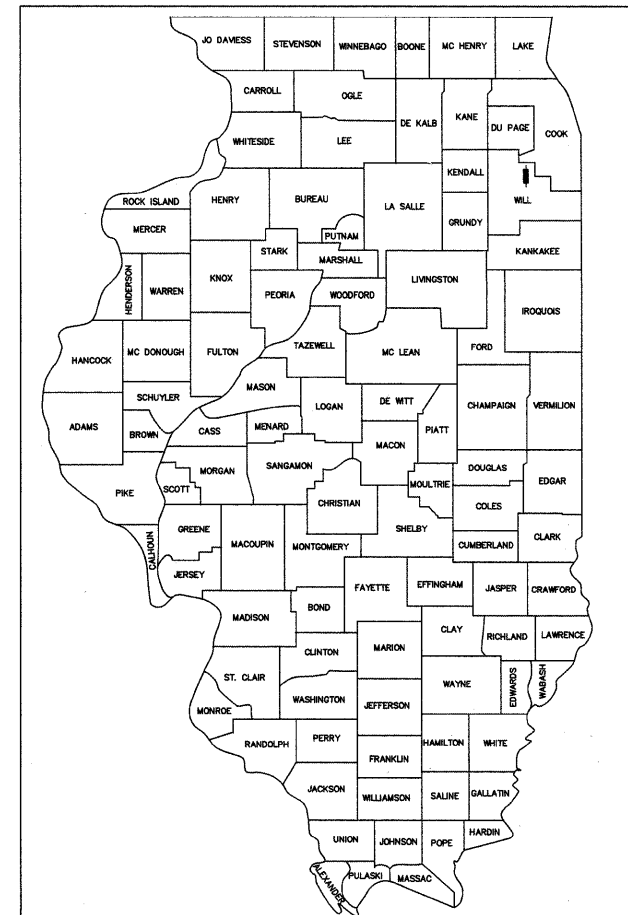 JO DAVIESS
STEVENSON
WINNEBAGO
BOONE
MC HENRY
LAKE
CARROLL
OGLE
DE KALB
KANE
DU PAGE
COOK
WHITESIDE
LEE
KENDALL
WILL
ROCK ISLAND
HENRY
BUREAU
LA SALLE
GRUNDY
MERCER
PUTNAM
STARK
MARSHALL
KANKAKEE
HENDERSON
WARREN
KNOX
PEORIA
WOODFORD
LIVINGSTON
IROQUOIS
HANCOCK
MC DONOUGH
FULTON
TAZEWELL
MC LEAN
FORD
MASON
SCHUYLER
LOGAN
DE WITT
CHAMPAIGN
VERMILION
ADAMS
BROWN
CASS
MENARD
MACON
PIATT
MORGAN
SANGAMON
DOUGLAS
PIKE
SCOTT
CHRISTIAN
MOULTRIE
EDGAR
COLES
CALHOUN
GREENE
MACOUPIN
MONTGOMERY
SHELBY
CUMBERLAND
CLARK
JERSEY
FAYETTE
EFFINGHAM
JASPER
CRAWFORD
MADISON
BOND
CLAY
RICHLAND
LAWRENCE
CLINTON
MARION
ST. CLAIR
WAYNE
EDWARDS
WABASH
WASHINGTON
JEFFERSON
MONROE
RANDOLPH
PERRY
HAMILTON
WHITE
FRANKLIN
JACKSON
WILLIAMSON
SALINE
GALLATIN
UNION
JOHNSON
POPE
HARDIN
ALEXANDER
PULASKI
MASSAC